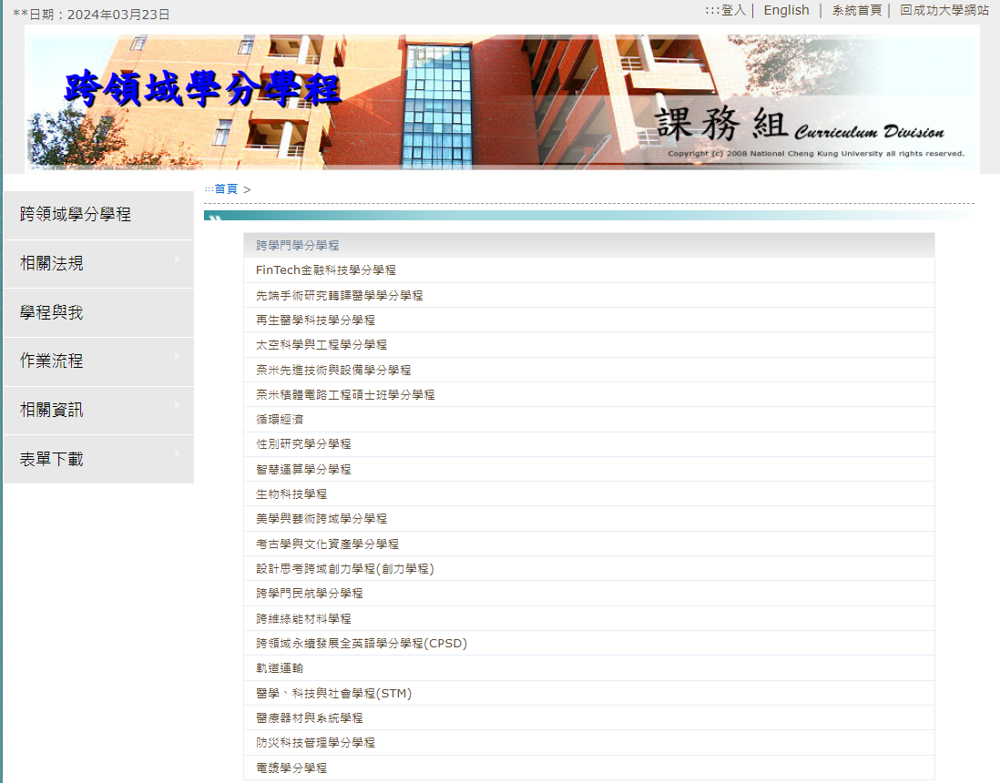 **日期：2024年03月23日
:::登入│ English │ 系統首頁│ 回成功大學網站
跨領域學分學程
課務組 Curriculum Division
Copyright (c) 2008 National Cheng Kung University all rights reserved.
:::首頁 >
跨領域學分學程
相關法規
學程與我
作業流程
相關資訊
表單下載
跨學門學分學程
FinTech金融科技學分學程
先端手術研究轉譯醫學學分學程
再生醫學科技學分學程
太空科學與工程學分學程
奈米先進技術與設備學分學程
奈米積體電路工程碩士班學分學程
循環經濟
性別研究學分學程
智慧運算學分學程
生物科技學程
美學與藝術跨域學分學程
考古學與文化資產學分學程
設計思考跨域創力學程(創力學程)
跨學門民航學分學程
跨維綠能材料學程
跨領域永續發展全英語學分學程(CPSD)
軌道運輸
醫學、科技與社會學程(STM)
醫療器材與系統學程
防災科技管理學分學程
電漿學分學程